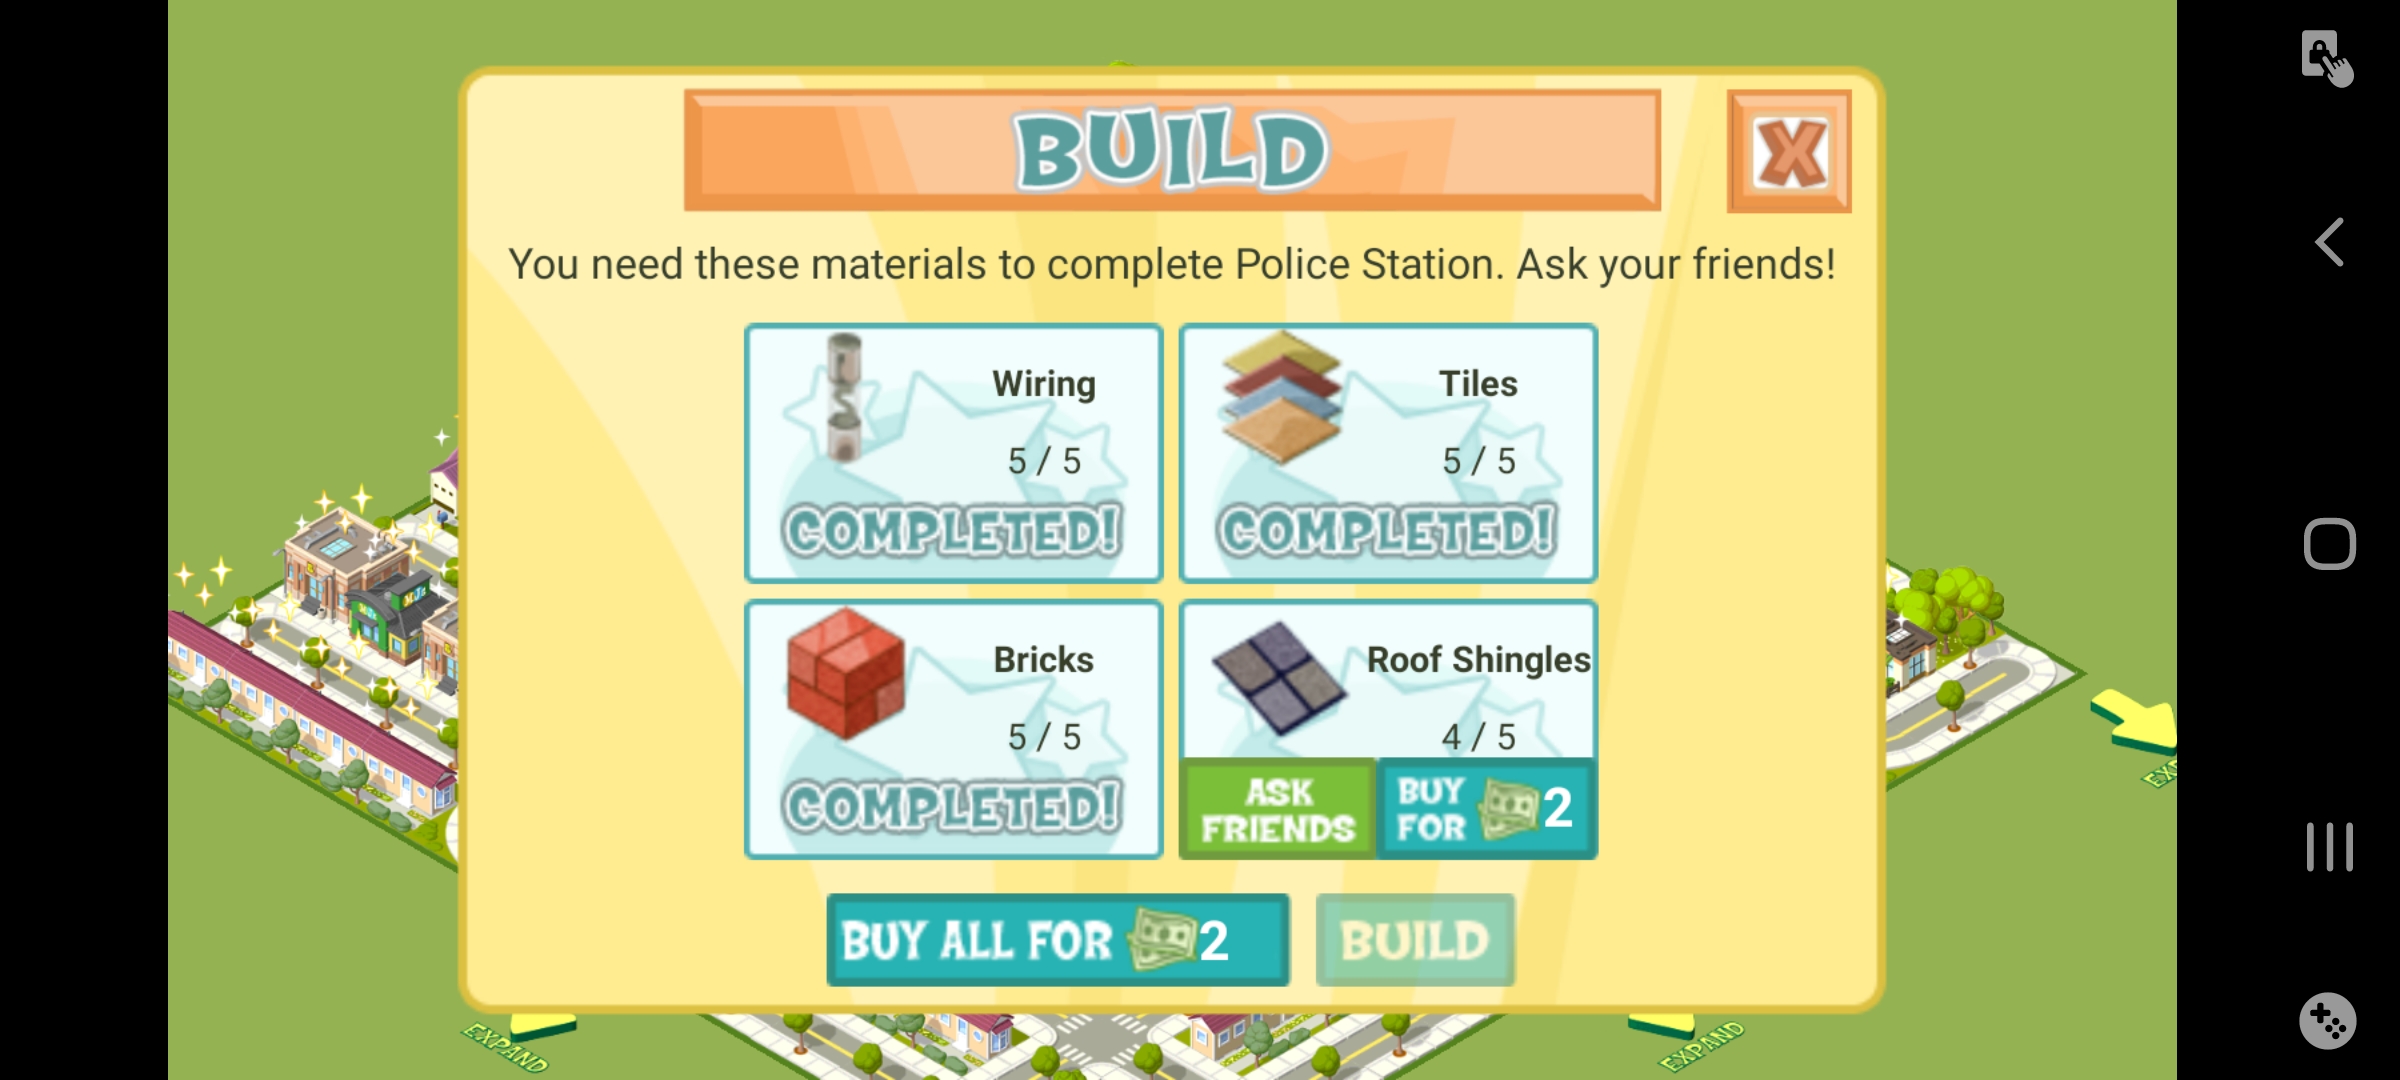 BUILD
You need these materials to complete Police Station. Ask your friends!
Wiring
5 / 5
COMPLETED!
Tiles
5 / 5
COMPLETED!
Bricks
5 / 5
COMPLETED!
Roof Shingles
4 / 5
ASK
FRIENDS
BUY
FOR 2
BUY ALL FOR 2
BUILD
EXPAND
EXPAND
EXP